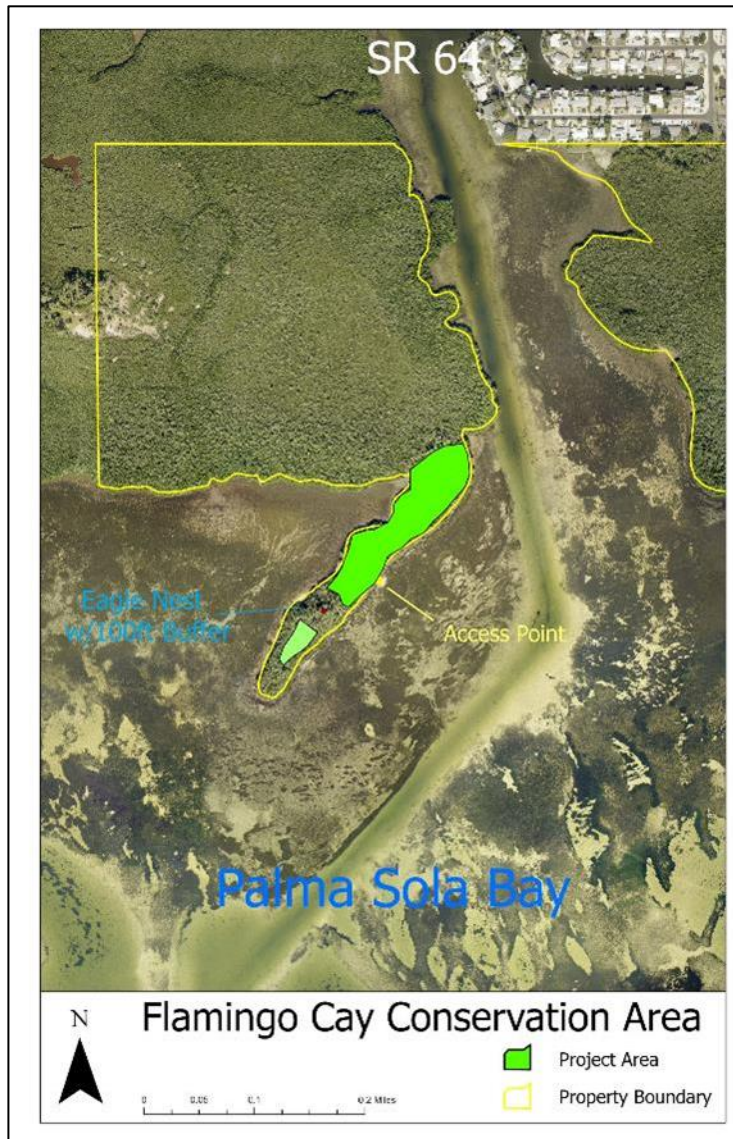 SR 64
Eagle Nest
w/100ft Buffer
Access Point
Palma Sola Bay
Flamingo Cay Conservation Area
N
Project Area
Property Boundary
0 0.05 0.1 0.2 Miles